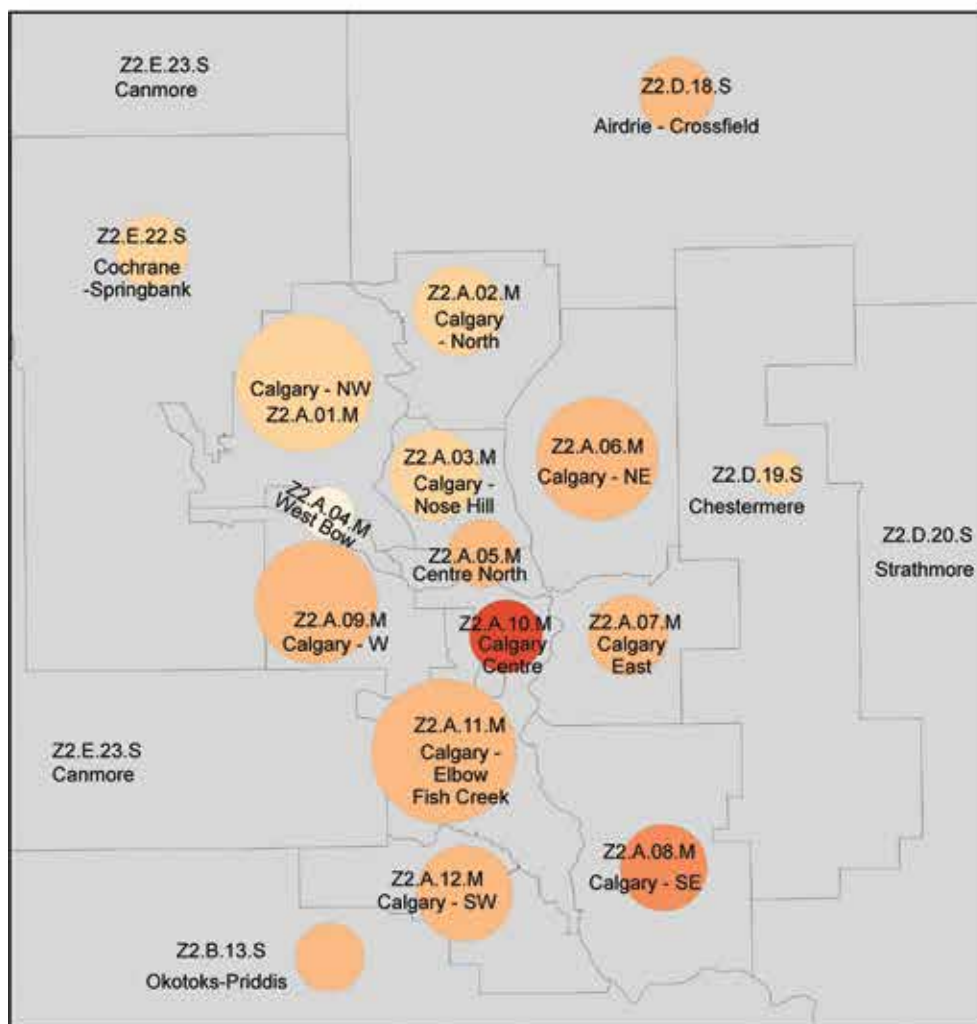 Z2.E.23.S
Canmore
Z2.D.18.S
Airdrie - Crossfield
Z2.E.22.S
Cochrane
-Springbank
Z2.A.02.M
Calgary
- North
Calgary - NW
Z2.A.01.M
Z2.A.03.M
Calgary -
Nose Hill
Z2.A.06.M
Calgary - NE
Z2.D.19.S
Chestermere
Z2.A.04.M
West Bow
Z2.A.05.M
Centre North
Z2.D.20.S
Strathmore
Z2.A.09.M
Calgary - W
Z2.A.10.M
Calgary
Centre
Z2.A.07.M
Calgary
East
Z2.A.11.M
Calgary -
Elbow
Fish Creek
Z2.E.23.S
Canmore
Z2.A.08.M
Calgary - SE
Z2.A.12.M
Calgary - SW
Z2.B.13.S
Okotoks-Priddis